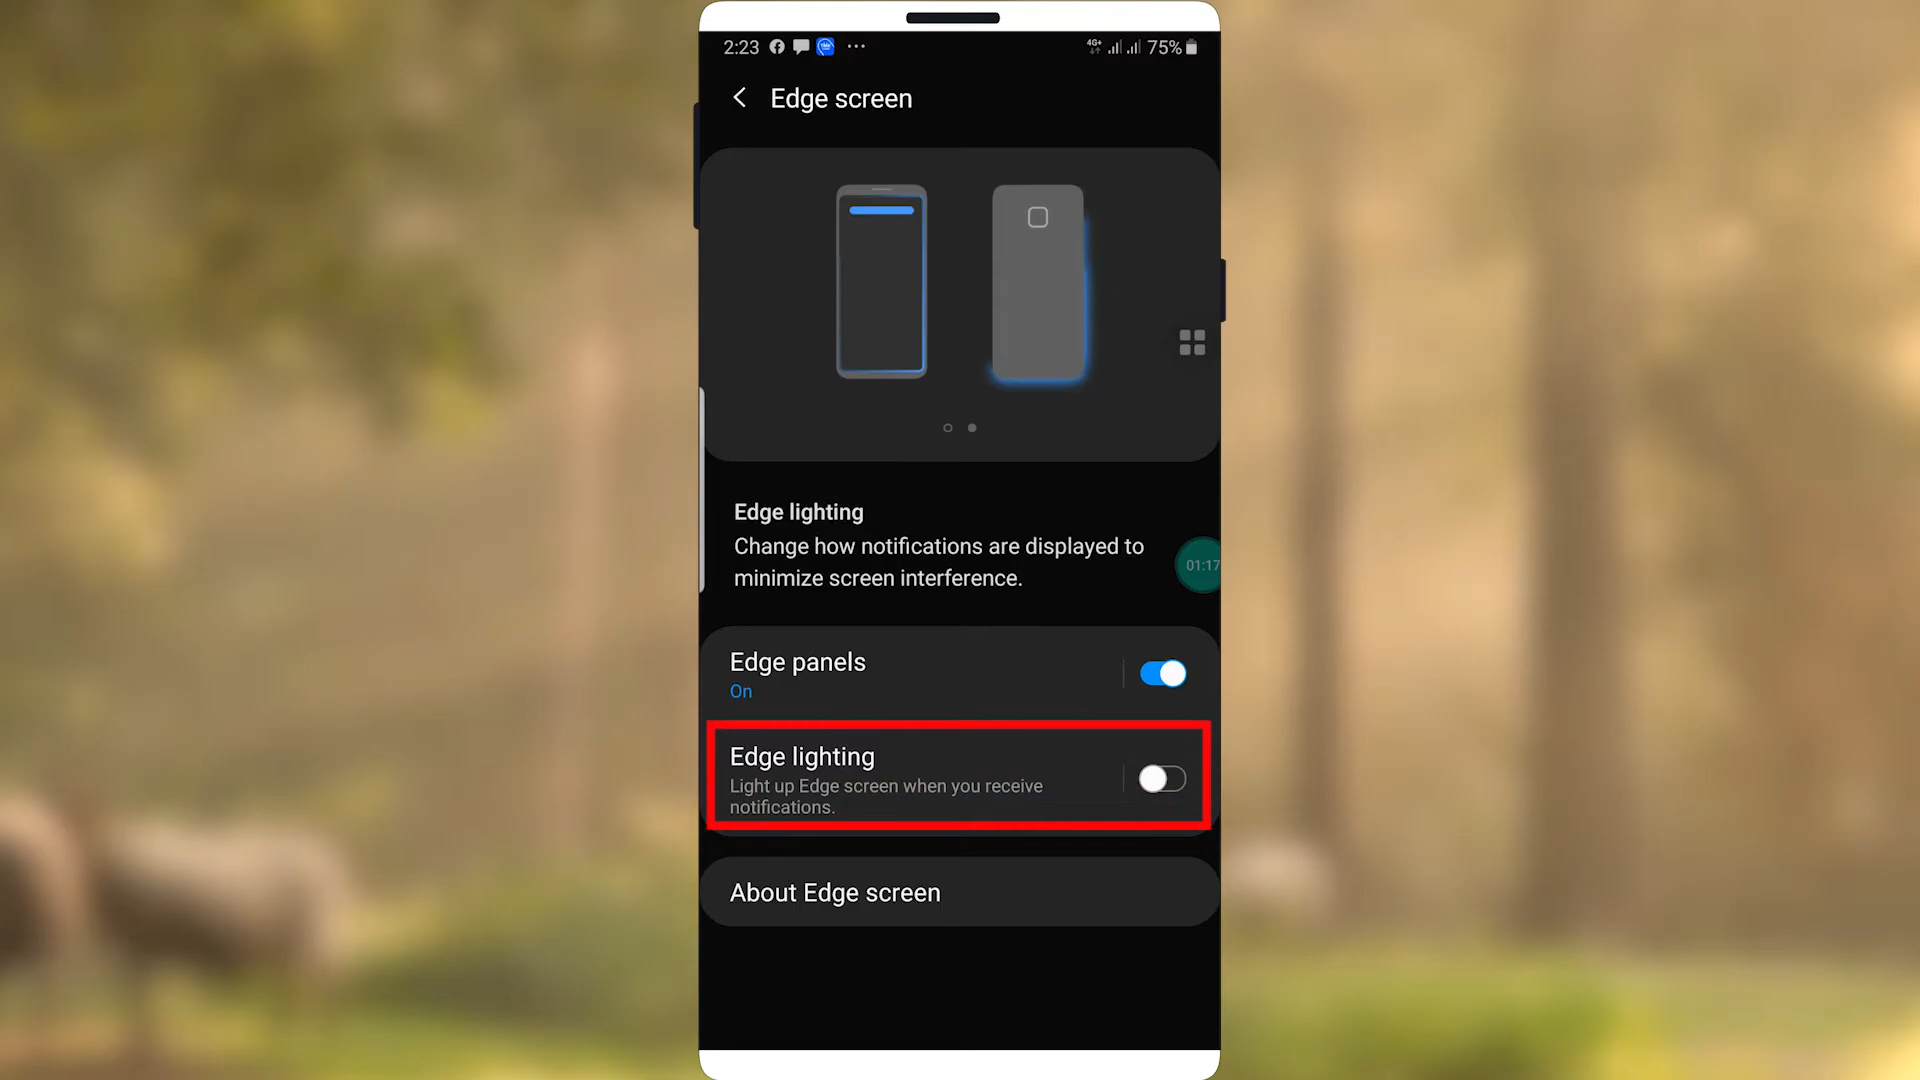 2:23
4G+
75%
Edge screen
Edge lighting
Change how notifications are displayed to
minimize screen interference.
01:17
Edge panels
On
Edge lighting
Light up Edge screen when you receive
notifications.
About Edge screen